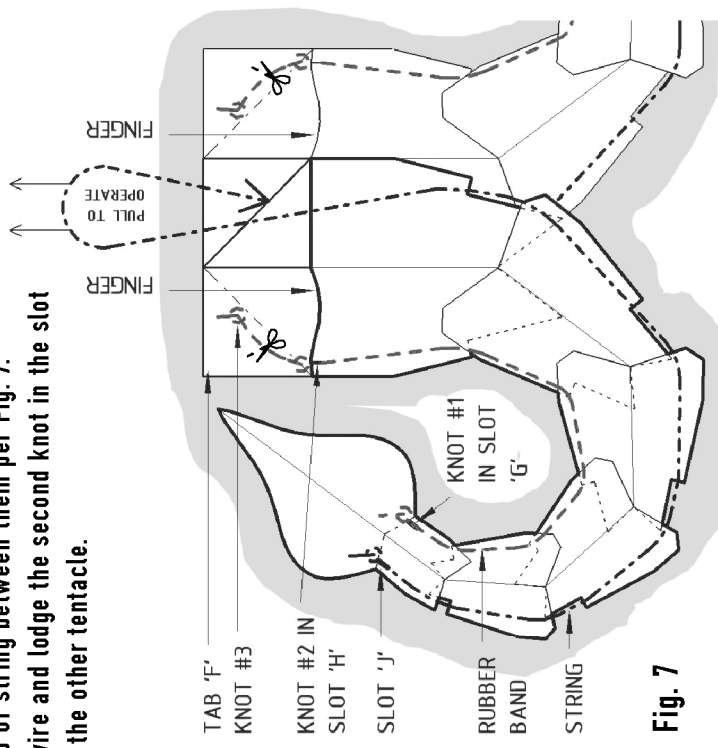 of string between them per Fig. 7.
ire and lodge the second knot in the slot
the other tentacle.
PULL TO
OPERATE
FINGER
FINGER
TAB 'F'
KNOT #3
KNOT #2 IN
SLOT 'H'
SLOT 'J'
KNOT #1
IN SLOT
'G'
RUBBER
BAND
STRING
Fig. 7